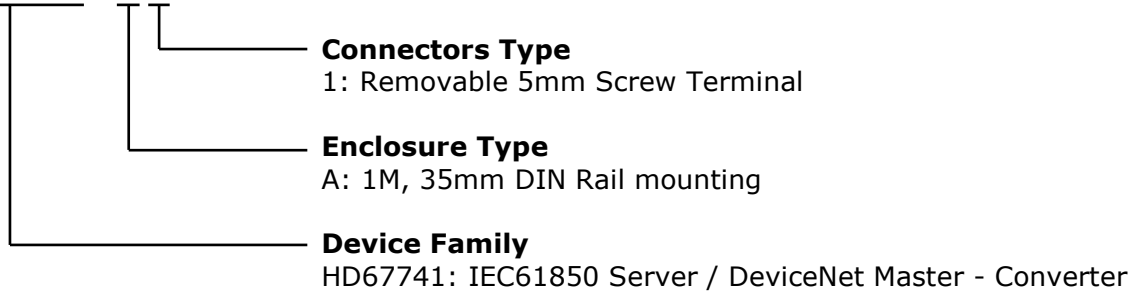 Connectors Type
1: Removable 5mm Screw Terminal
Enclosure Type
A: 1M, 35mm DIN Rail mounting
Device Family
HD67741: IEC61850 Server / DeviceNet Master - Converter